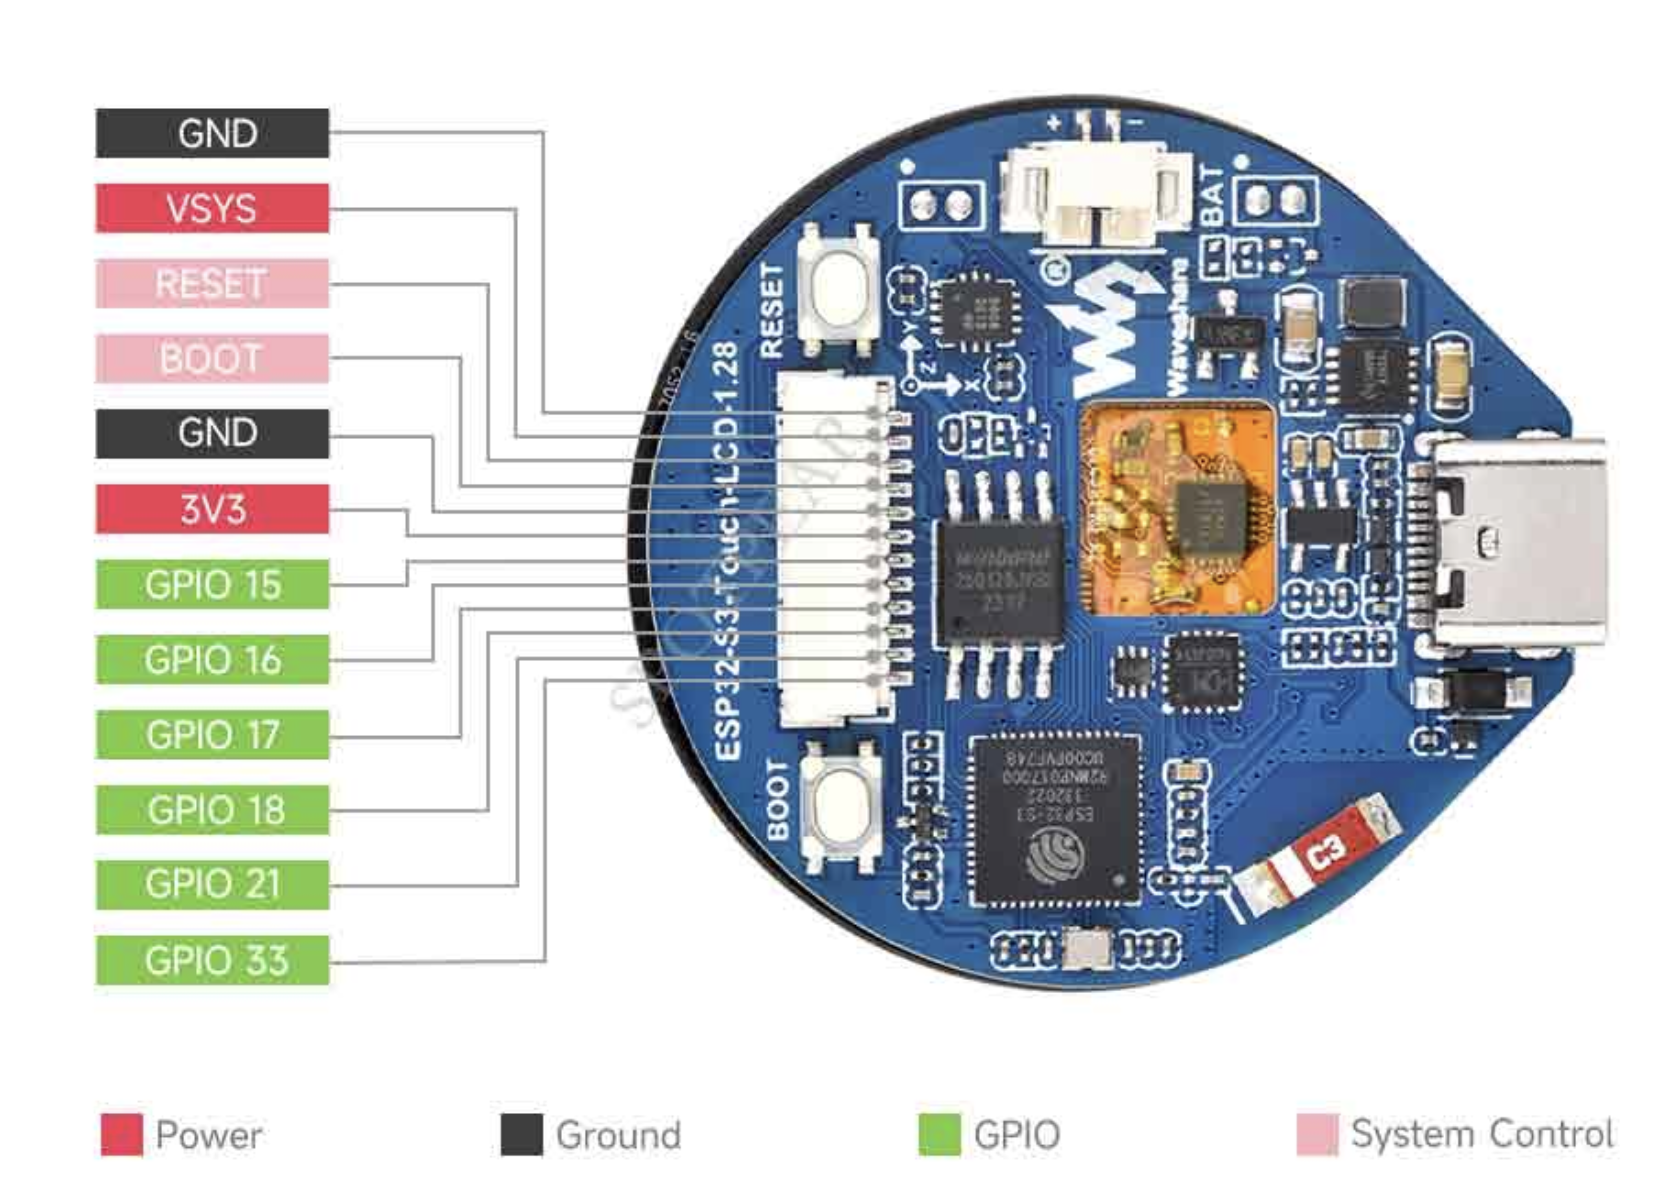 GND
VSYS
RESET
BOOT
GND
3V3
GPIO 15
GPIO 16
GPIO 17
GPIO 18
GPIO 21
GPIO 33
+ −
BAT
RESET
® Waveshare
Y
Z
X
ESP32-S3-Touch-LCD-1.28
BOOT
ESP32-S3
C3
Power
Ground
GPIO
System Control